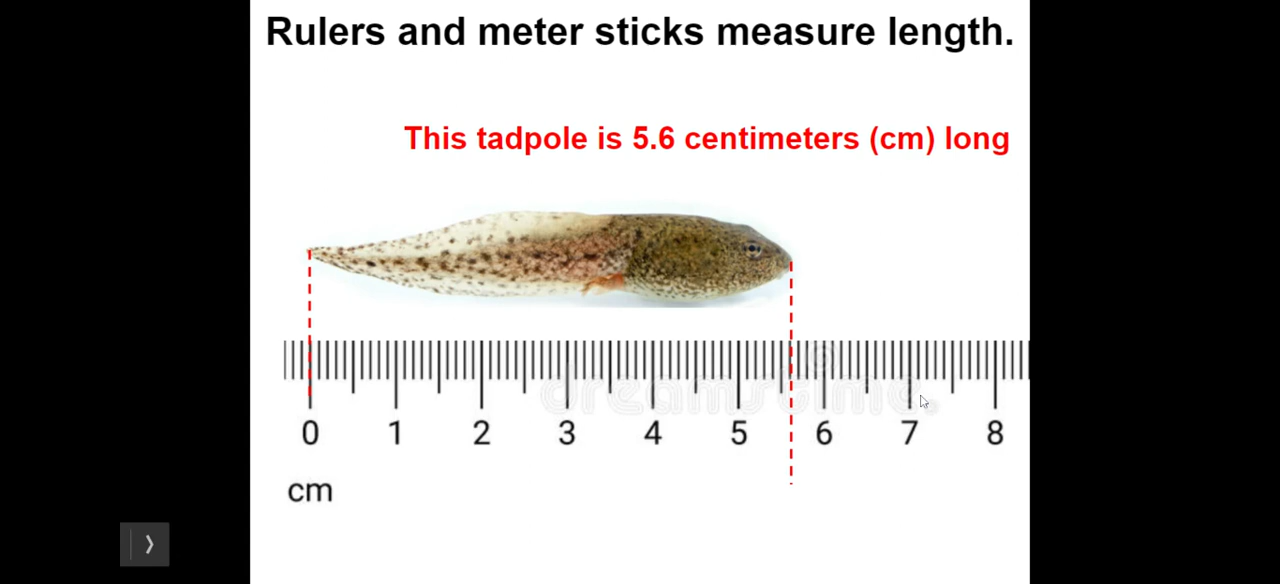 Rulers and meter sticks measure length.
This tadpole is 5.6 centimeters (cm) long
dreamstime.
0 1 2 3 4 5 6 7 8
cm